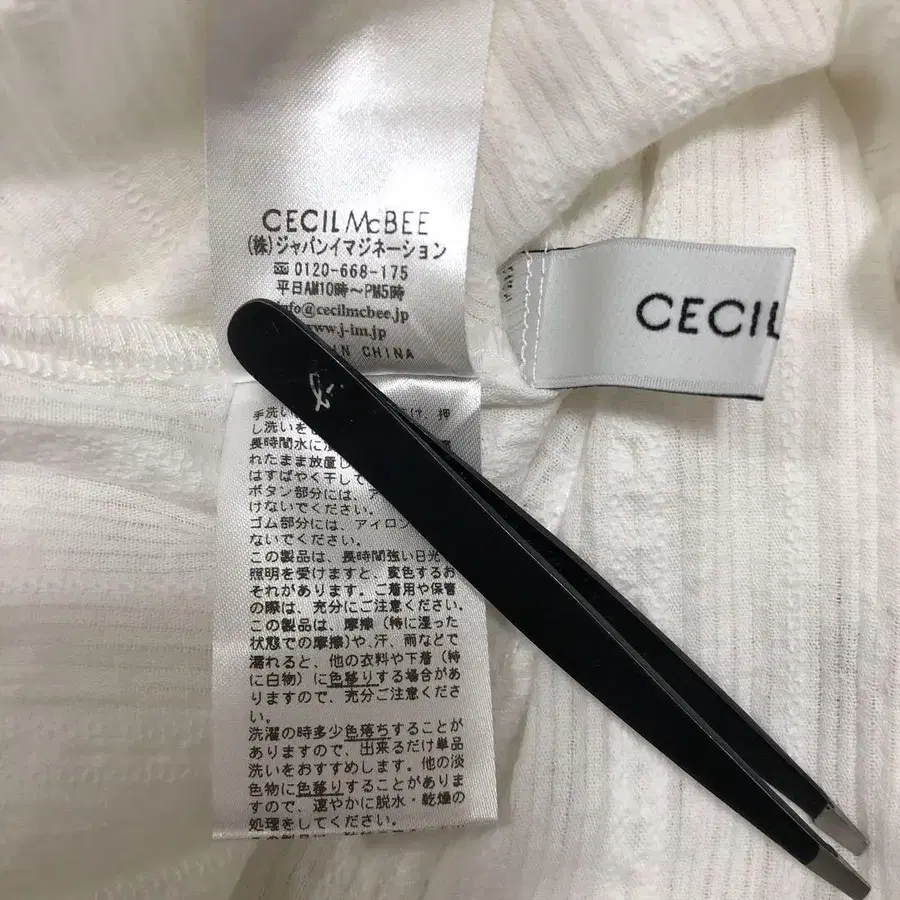 CECIL McBEE
(株)ジャパンイマジネーション
0120-668-175
平日AM10時~PM5時
info@cecilmcbee.jp
www.j-im.jp
IN CHINA
CECIL
手洗い け、押
し洗いを
長時間水に
れたまま放置し
はすばやく干して
ボタン部分には、ア
けないでください。
ゴム部分には、アイロン
ないでください。
この製品は、長時間強い日光
照明を受けますと、変色するお
それがあります。ご着用や保管
の際は、充分にご注意ください。
この製品は、摩擦(特に湿った
状態での摩擦)や、汗、雨などで
濡れると、他の衣料や下着(特
に白物)に色移りする場合があ
りますので、充分ご注意くださ
い。
洗濯の時多少色落ちすることが
ありますので、出来るだけ単品
洗いをおすすめします。他の淡
色物に色移りすることがありま
すので、速やかに脱水・乾燥の
処理をしてください。